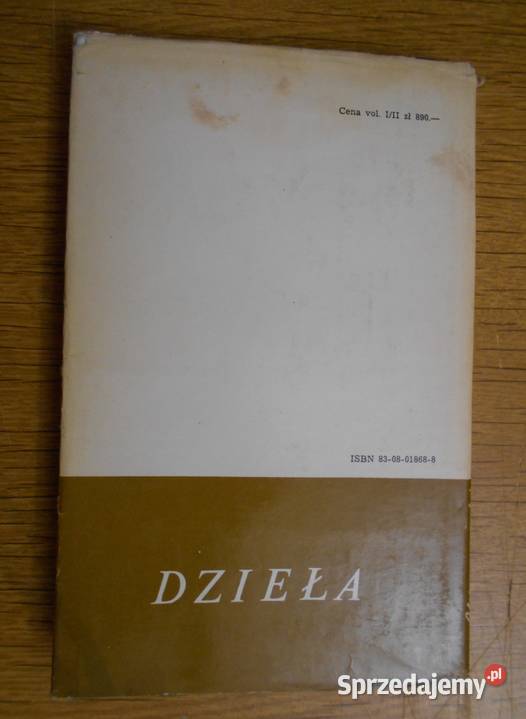 Cena vol. I/II zł 890.—
ISBN 83-08-01868-8
DZIEŁA
Sprzedajemy.pl